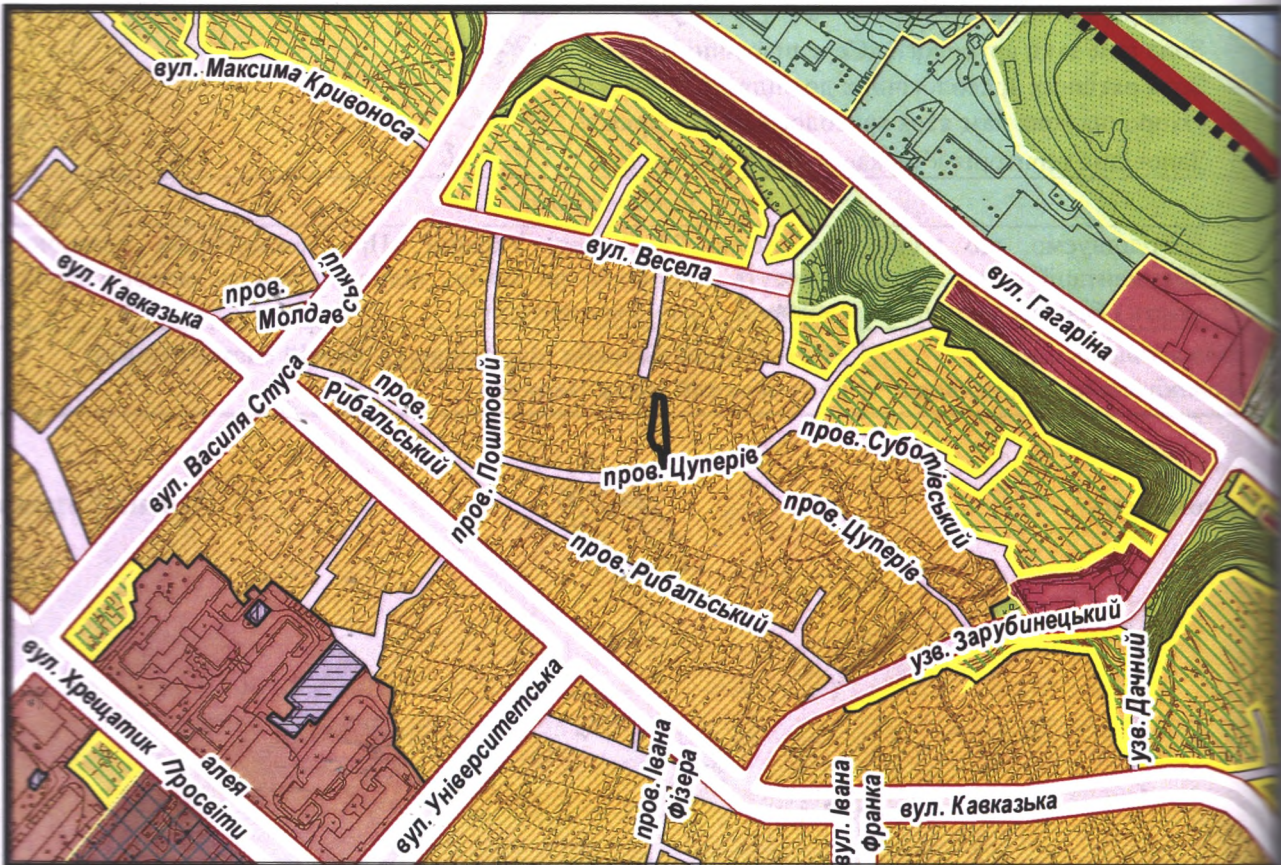 вул. Максима Кривоноса
вул. Весела
вул. Гагаріна
вул. Кавказька
пров.
Молдавський
пров.
Рибальський
пров. Поштовий
вул. Василя Стуса
пров. Цуперів
пров. Суботівський
пров. Цуперів
пров. Рибальський
узв. Зарубинецький
узв. Дачний
вул. Хрещатик
алея
Просвіти
вул. Університетська
пров. Івана
Фізера
вул. Івана
Франка
вул. Кавказька